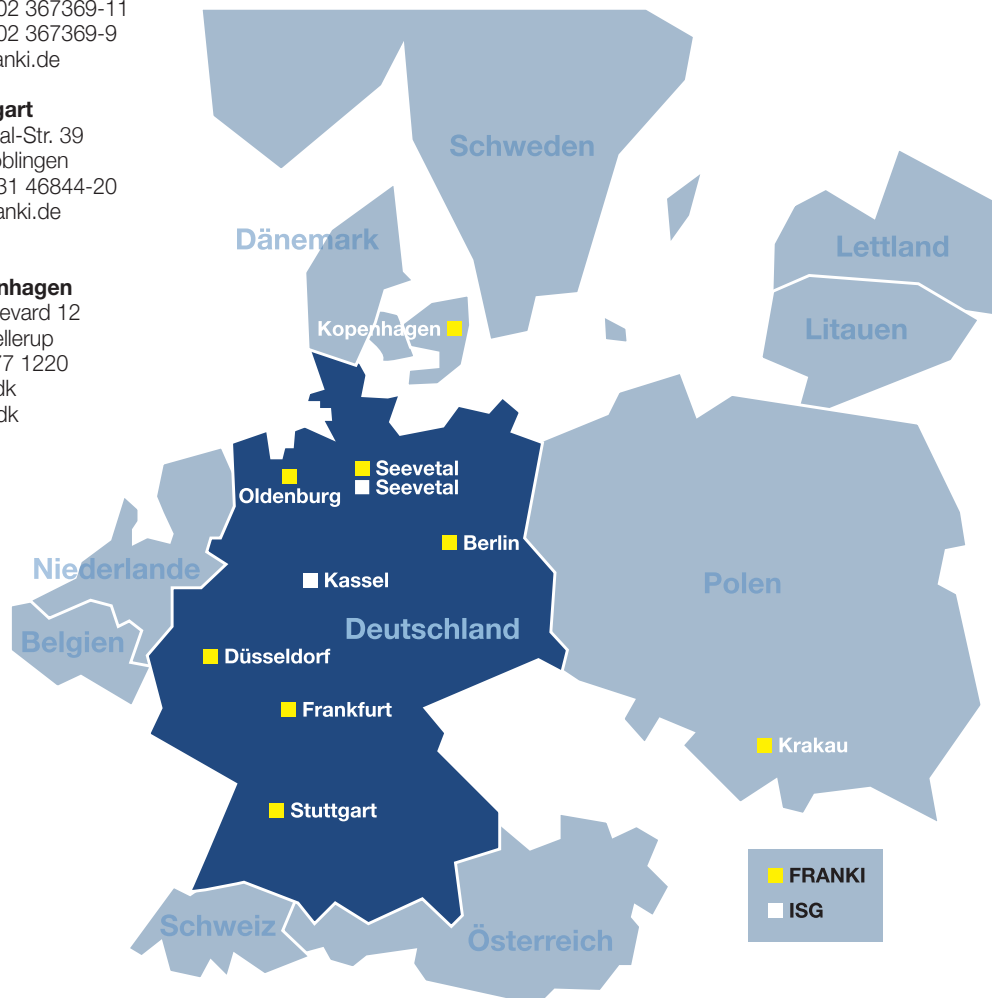 02 367369-11
02 367369-9
anki.de
gart
al-Str. 39
öblingen
31 46844-20
anki.de
nhagen
evard 12
ellerup
77 1220
dk
dk
Schweden
Dänemark
Lettland
Kopenhagen
Litauen
Seevetal
Seevetal
Oldenburg
Berlin
Niederlande
Kassel
Polen
Deutschland
Belgien
Düsseldorf
Frankfurt
Krakau
Stuttgart
FRANKI
ISG
Schweiz
Österreich